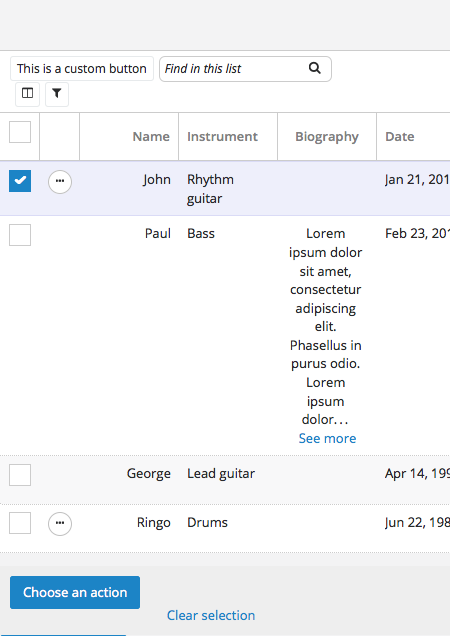 This is a custom button Find in this list
Name Instrument Biography Date
John Rhythm guitar Jan 21, 201
Paul Bass Lorem Feb 23, 201
ipsum dolor
sit amet,
consectetur
adipiscing
elit.
Phasellus in
purus odio.
Lorem
ipsum
dolor...
See more
George Lead guitar Apr 14, 199
Ringo Drums Jun 22, 198
Choose an action
Clear selection